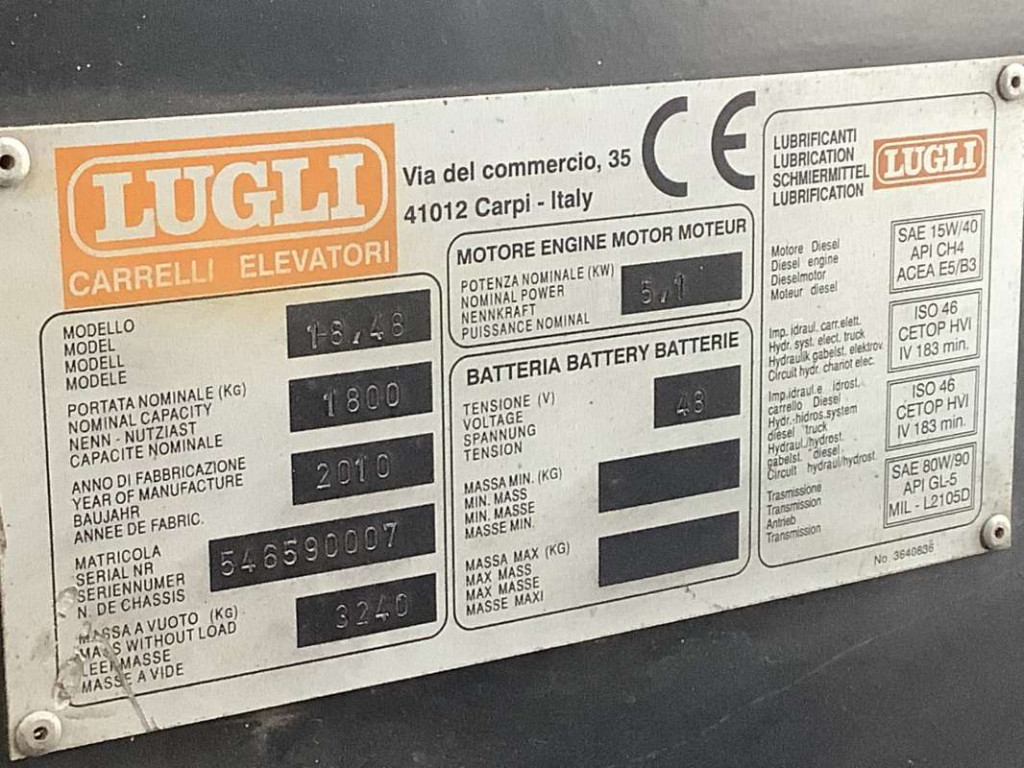 LUGLI
CARRELLI ELEVATORI
Via del commercio, 35
41012 Carpi - Italy
CE
MODELLO
MODEL
MODELL
MODELE
18,48
PORTATA NOMINALE (KG)
NOMINAL CAPACITY
NENN - NUTZIAST
CAPACITE NOMINALE
1800
ANNO DI FABBRICAZIONE
YEAR OF MANUFACTURE
BAUJAHR
ANNEE DE FABRIC.
2010
MATRICOLA
SERIAL NR
SERIENNUMER
N. DE CHASSIS
546590007
MASSA A VUOTO (KG)
MASS WITHOUT LOAD
LEERMASSE
MASSE A VIDE
3240
MOTORE ENGINE MOTOR MOTEUR
POTENZA NOMINALE (KW)
NOMINAL POWER
NENNKRAFT
PUISSANCE NOMINAL
5,1
BATTERIA BATTERY BATTERIE
TENSIONE (V)
VOLTAGE
SPANNUNG
TENSION
48
MASSA MIN. (KG)
MIN. MASS
MIN. MASSE
MASSE MIN.
MASSA MAX (KG)
MAX MASS
MAX MASSE
MASSE MAXI
LUBRIFICANTI
LUBRICATION
SCHMIERMITTEL
LUBRIFICATION
LUGLI
Motore Diesel
Diesel engine
Dieselmotor
Moteur diesel
SAE 15W/40
API CH4
ACEA E5/B3
Imp. idraul. carr.elett.
Hydr. syst. elect. truck
Hydraulik gabelst. elektrov.
Circuit hydr. chariot elec.
ISO 46
CETOP HVI
IV 183 min.
Imp.idraul.e idrost.
carrello Diesel
Hydr.-hidros.system
diesel truck
Hydraul./hydrost.
gabelst. diesel
Circuit hydraul/hydrost.
ISO 46
CETOP HVI
IV 183 min.
Trasmissione
Transmission
Antrieb
Transmission
SAE 80W/90
API GL-5
MIL - L2105D
No 3640836